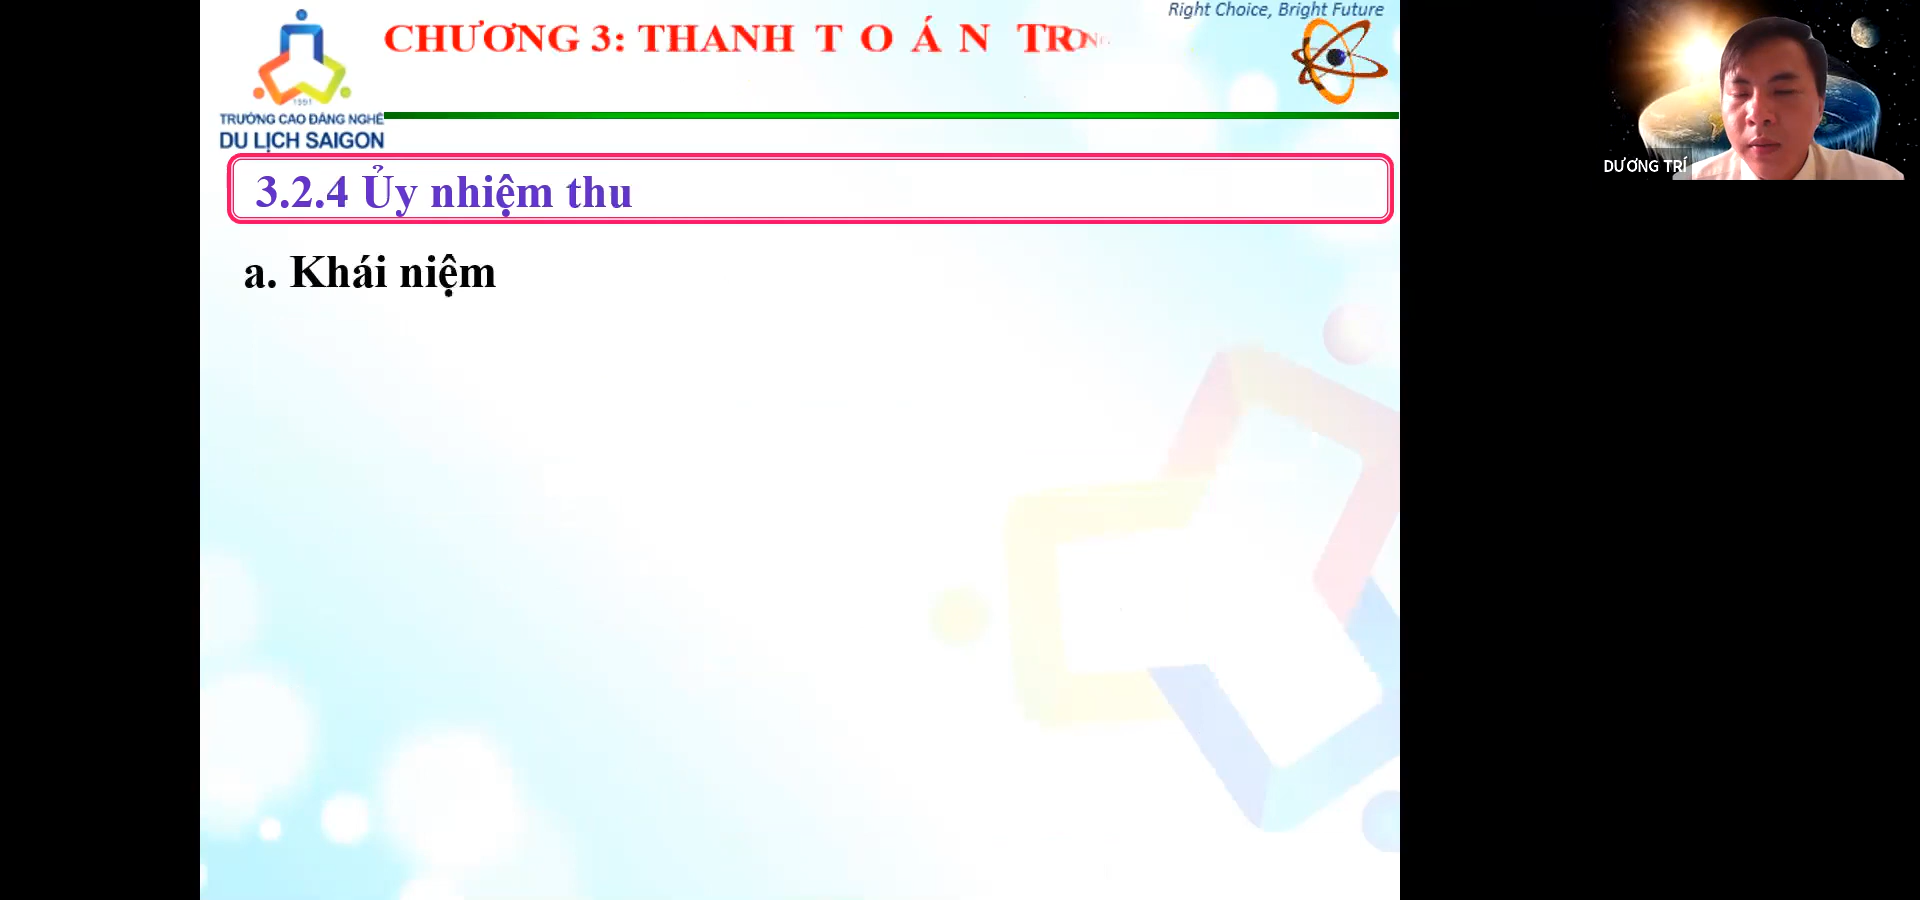 Right Choice, Bright Future
CHƯƠNG 3: THANH T O Á N TRONG
1991
TRƯỜNG CAO ĐẲNG NGHỀ
DU LỊCH SAIGON
DƯƠNG TRÍ
3.2.4 Ủy nhiệm thu
a. Khái niệm